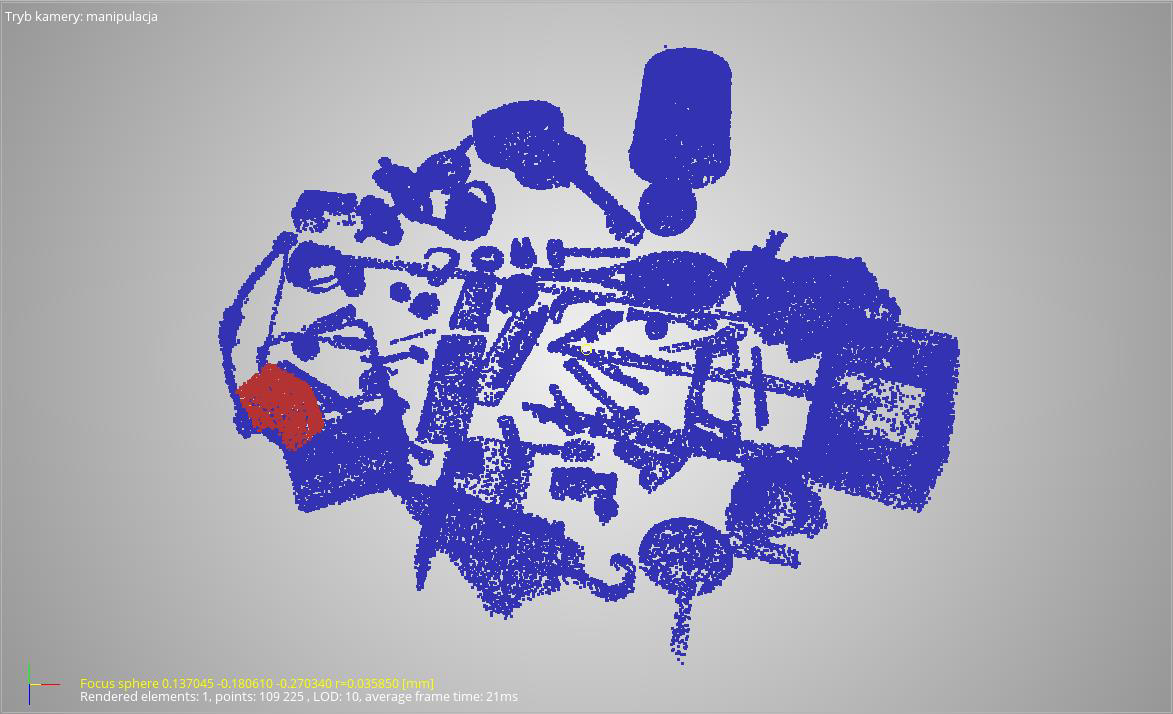 Tryb kamery: manipulacja
Focus sphere 0.137045 -0.180610 -0.270340 r=0.035850 [mm]
Rendered elements: 1, points: 109 225 , LOD: 10, average frame time: 21ms